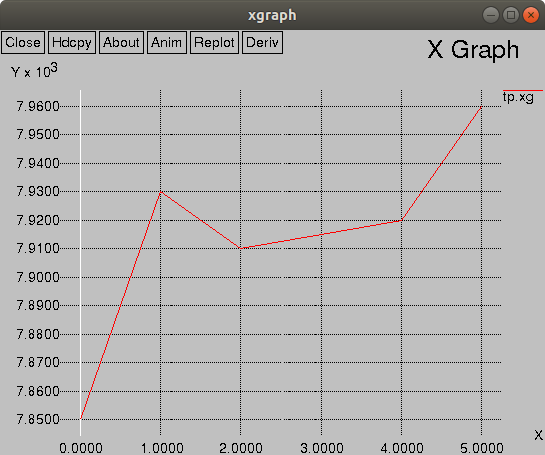 xgraph
Close Hdcpy About Anim Replot Deriv
X Graph
Y x 10³
tp.xg
7.9600
7.9500
7.9400
7.9300
7.9200
7.9100
7.9000
7.8900
7.8800
7.8700
7.8600
7.8500
X
0.0000 1.0000 2.0000 3.0000 4.0000 5.0000